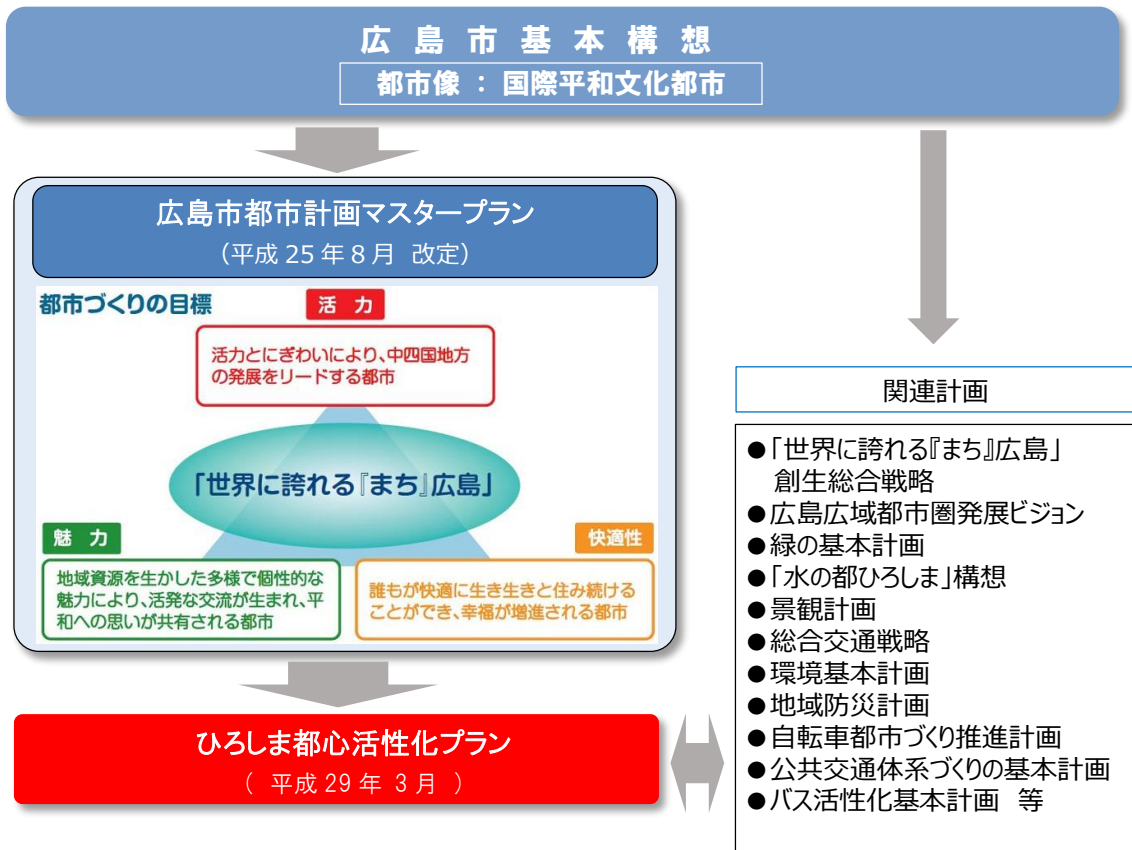 広島市基本構想
都市像 : 国際平和文化都市
広島市都市計画マスタープラン
(平成 25 年 8 月 改定)
都市づくりの目標
活 力
活力とにぎわいにより、中四国地方
の発展をリードする都市
「世界に誇れる『まち』広島」
魅 力
地域資源を生かした多様で個性的な
魅力により、活発な交流が生まれ、平
和への思いが共有される都市
快適性
誰もが快適に生き生きと住み続ける
ことができ、幸福が増進される都市
ひろしま都心活性化プラン
( 平成 29 年 3 月 )
関連計画
●「世界に誇れる『まち』広島」
創生総合戦略
●広島広域都市圏発展ビジョン
●緑の基本計画
●「水の都ひろしま」構想
●景観計画
●総合交通戦略
●環境基本計画
●地域防災計画
●自転車都市づくり推進計画
●公共交通体系づくりの基本計画
●バス活性化基本計画 等